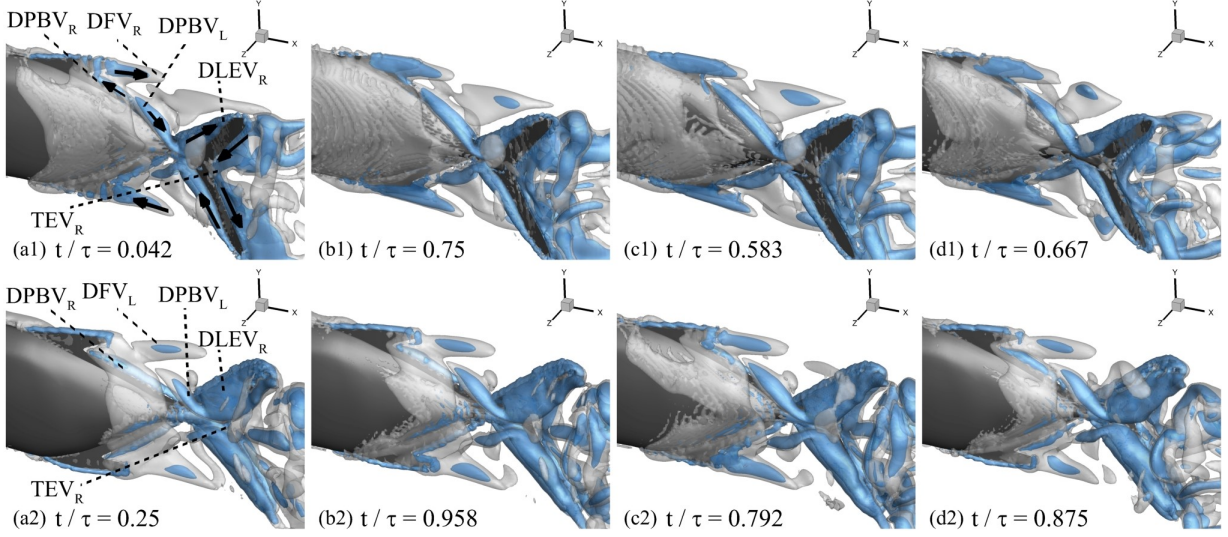 DPBV_R DFV_R DPBV_L
DLEV_R
TEV_R
Y
X
Z
(a1) t / τ = 0.042
Y
X
Z
(b1) t / τ = 0.75
Y
X
Z
(c1) t / τ = 0.583
Y
X
Z
(d1) t / τ = 0.667
DPBV_R DFV_L DPBV_L
DLEV_R
TEV_R
Y
X
Z
(a2) t / τ = 0.25
Y
X
Z
(b2) t / τ = 0.958
Y
X
Z
(c2) t / τ = 0.792
Y
X
Z
(d2) t / τ = 0.875